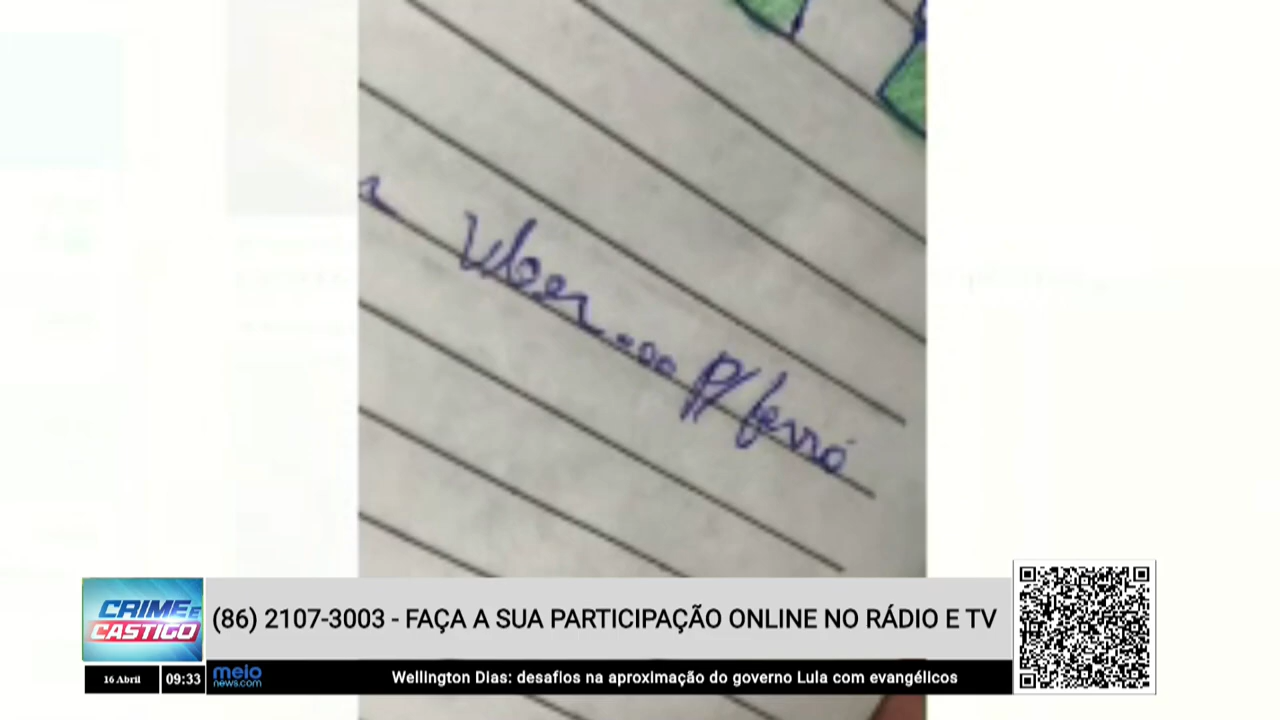 Uber... p/ forró
CRIME E CASTIGO
(86) 2107-3003 - FAÇA A SUA PARTICIPAÇÃO ONLINE NO RÁDIO E TV
16 Abril 09:33 meio news.com Wellington Dias: desafios na aproximação do governo Lula com evangélicos